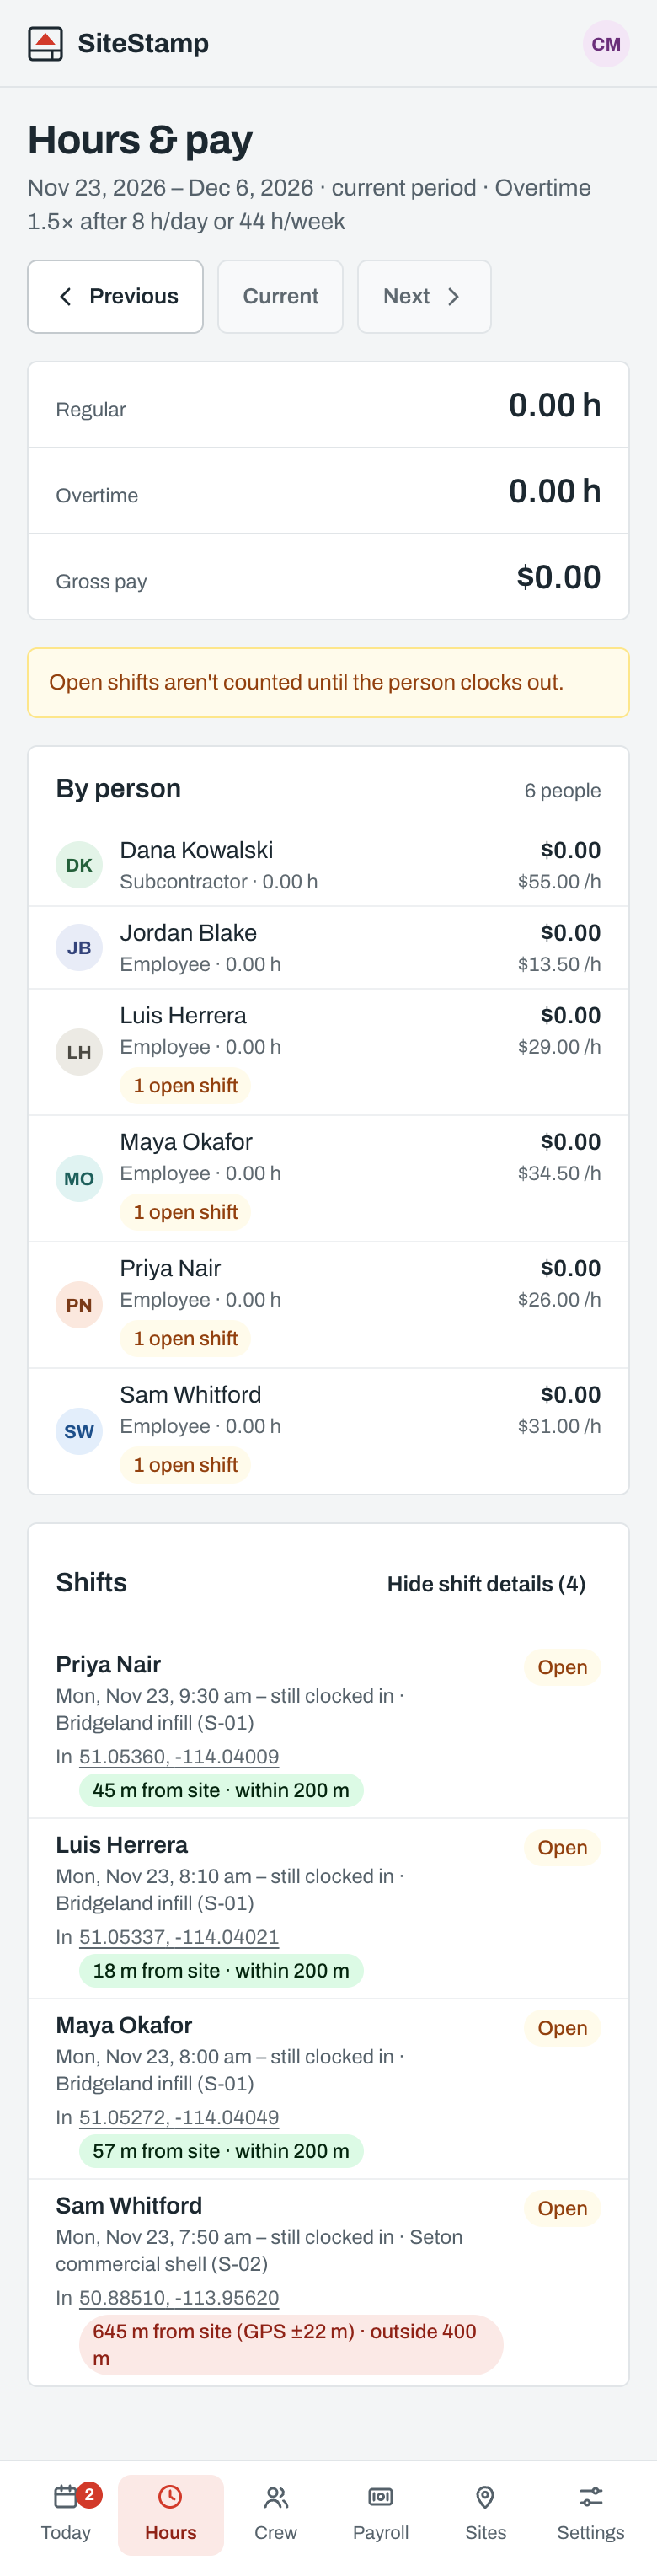 SiteStamp
CM
Hours & pay
Nov 23, 2026 – Dec 6, 2026 · current period · Overtime
1.5× after 8 h/day or 44 h/week
Previous
Current
Next
Regular
0.00 h
Overtime
0.00 h
Gross pay
$0.00
Open shifts aren't counted until the person clocks out.
By person
6 people
DK
Dana Kowalski
$0.00
Subcontractor · 0.00 h
$55.00 /h
JB
Jordan Blake
$0.00
Employee · 0.00 h
$13.50 /h
LH
Luis Herrera
$0.00
Employee · 0.00 h
$29.00 /h
1 open shift
MO
Maya Okafor
$0.00
Employee · 0.00 h
$34.50 /h
1 open shift
PN
Priya Nair
$0.00
Employee · 0.00 h
$26.00 /h
1 open shift
SW
Sam Whitford
$0.00
Employee · 0.00 h
$31.00 /h
1 open shift
Shifts
Hide shift details (4)
Priya Nair
Open
Mon, Nov 23, 9:30 am – still clocked in ·
Bridgeland infill (S-01)
In 51.05360, -114.04009
45 m from site · within 200 m
Luis Herrera
Open
Mon, Nov 23, 8:10 am – still clocked in ·
Bridgeland infill (S-01)
In 51.05337, -114.04021
18 m from site · within 200 m
Maya Okafor
Open
Mon, Nov 23, 8:00 am – still clocked in ·
Bridgeland infill (S-01)
In 51.05272, -114.04049
57 m from site · within 200 m
Sam Whitford
Open
Mon, Nov 23, 7:50 am – still clocked in · Seton
commercial shell (S-02)
In 50.88510, -113.95620
645 m from site (GPS ±22 m) · outside 400
m
2
Today
Hours
Crew
Payroll
Sites
Settings